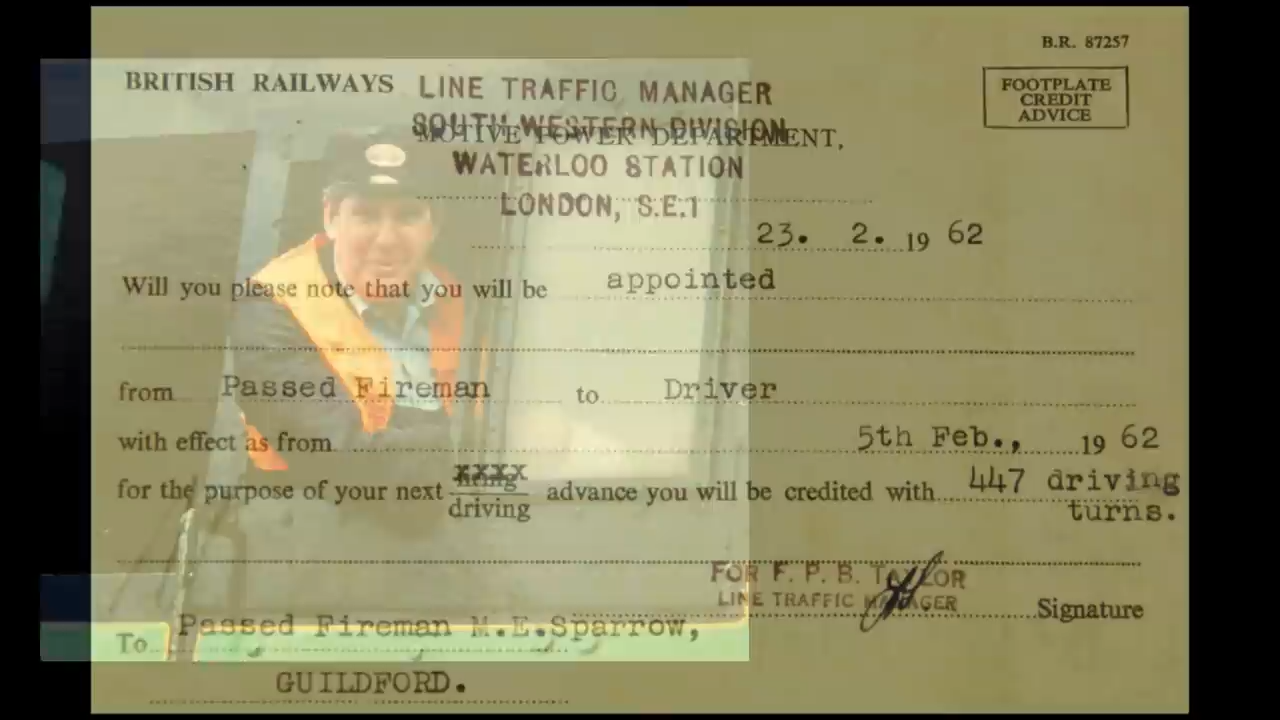 B.R. 87257
BRITISH RAILWAYS
LINE TRAFFIC MANAGER
SOUTH WESTERN DIVISION
MOTIVE POWER DEPARTMENT,
WATERLOO STATION
LONDON, S.E.1
FOOTPLATE
CREDIT
ADVICE
23. 2. 19 62
Will you please note that you will be appointed
from Passed Fireman to Driver
with effect as from 5th Feb., 19 62
xxxx
firing
for the purpose of your next driving advance you will be credited with 447 driving
turns.
FOR F. P. B. TAYLOR
LINE TRAFFIC MANAGER
Signature
To Passed Fireman M.E.Sparrow,
GUILDFORD.